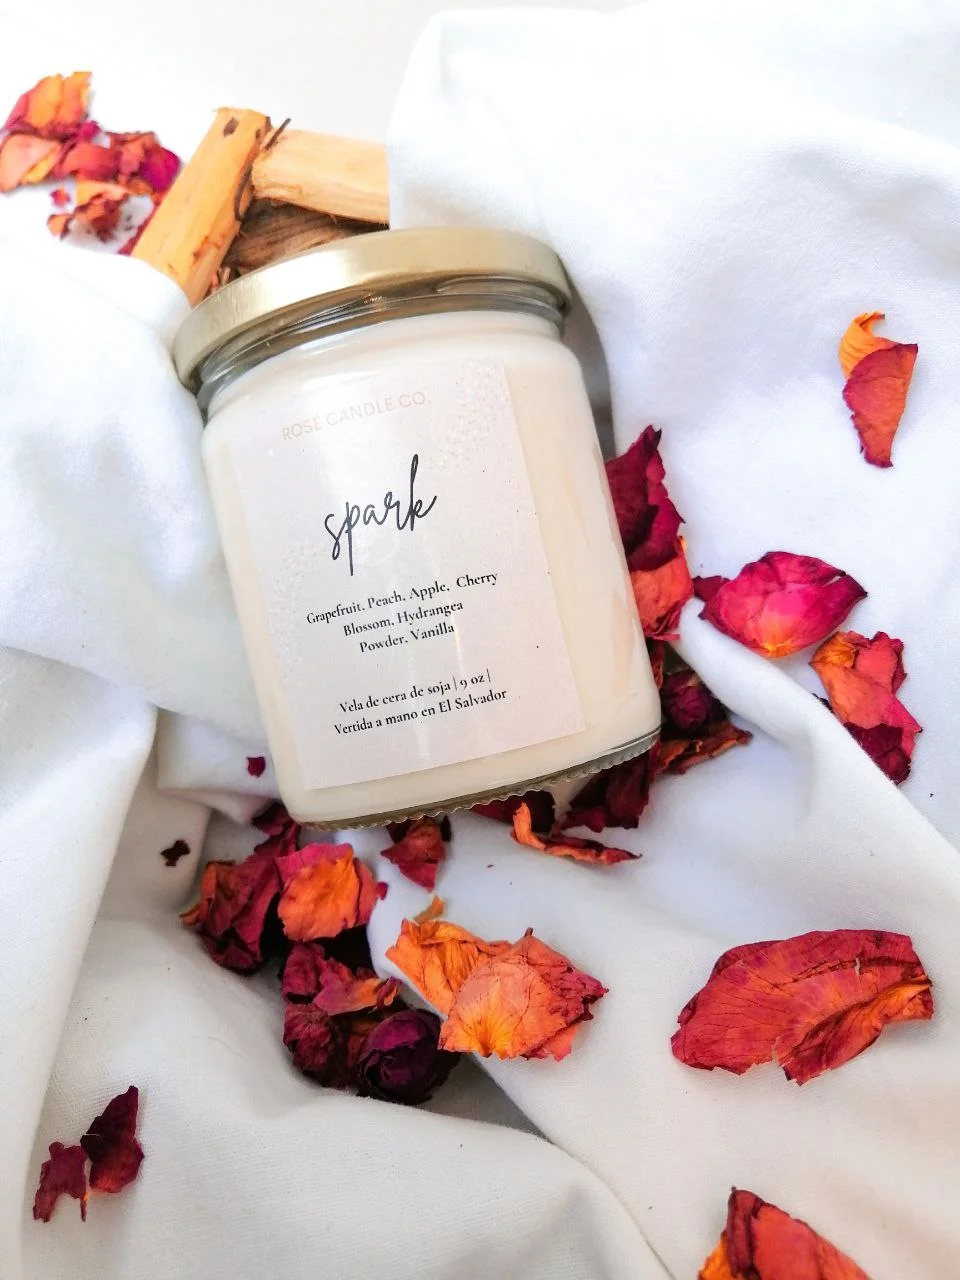 ROSE CANDLE CO.
spark
Grapefruit, Peach, Apple, Cherry
Blossom, Hydrangea
Powder, Vanilla
Vela de cera de soja | 9 oz |
Vertida a mano en El Salvador